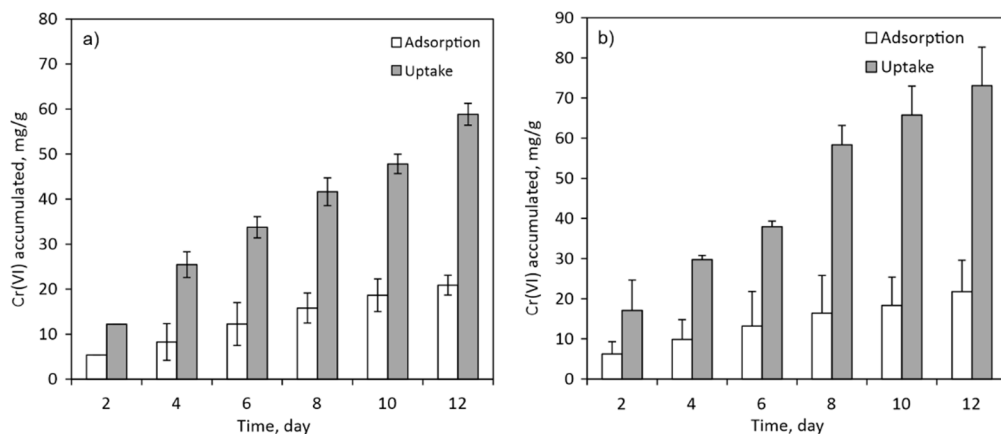 a)
Adsorption
Uptake
Cr(VI) accumulated, mg/g
80
70
60
50
40
30
20
10
0
2 4 6 8 10 12
Time, day
b)
Adsorption
Uptake
Cr(VI) accumulated, mg/g
90
80
70
60
50
40
30
20
10
0
2 4 6 8 10 12
Time, day